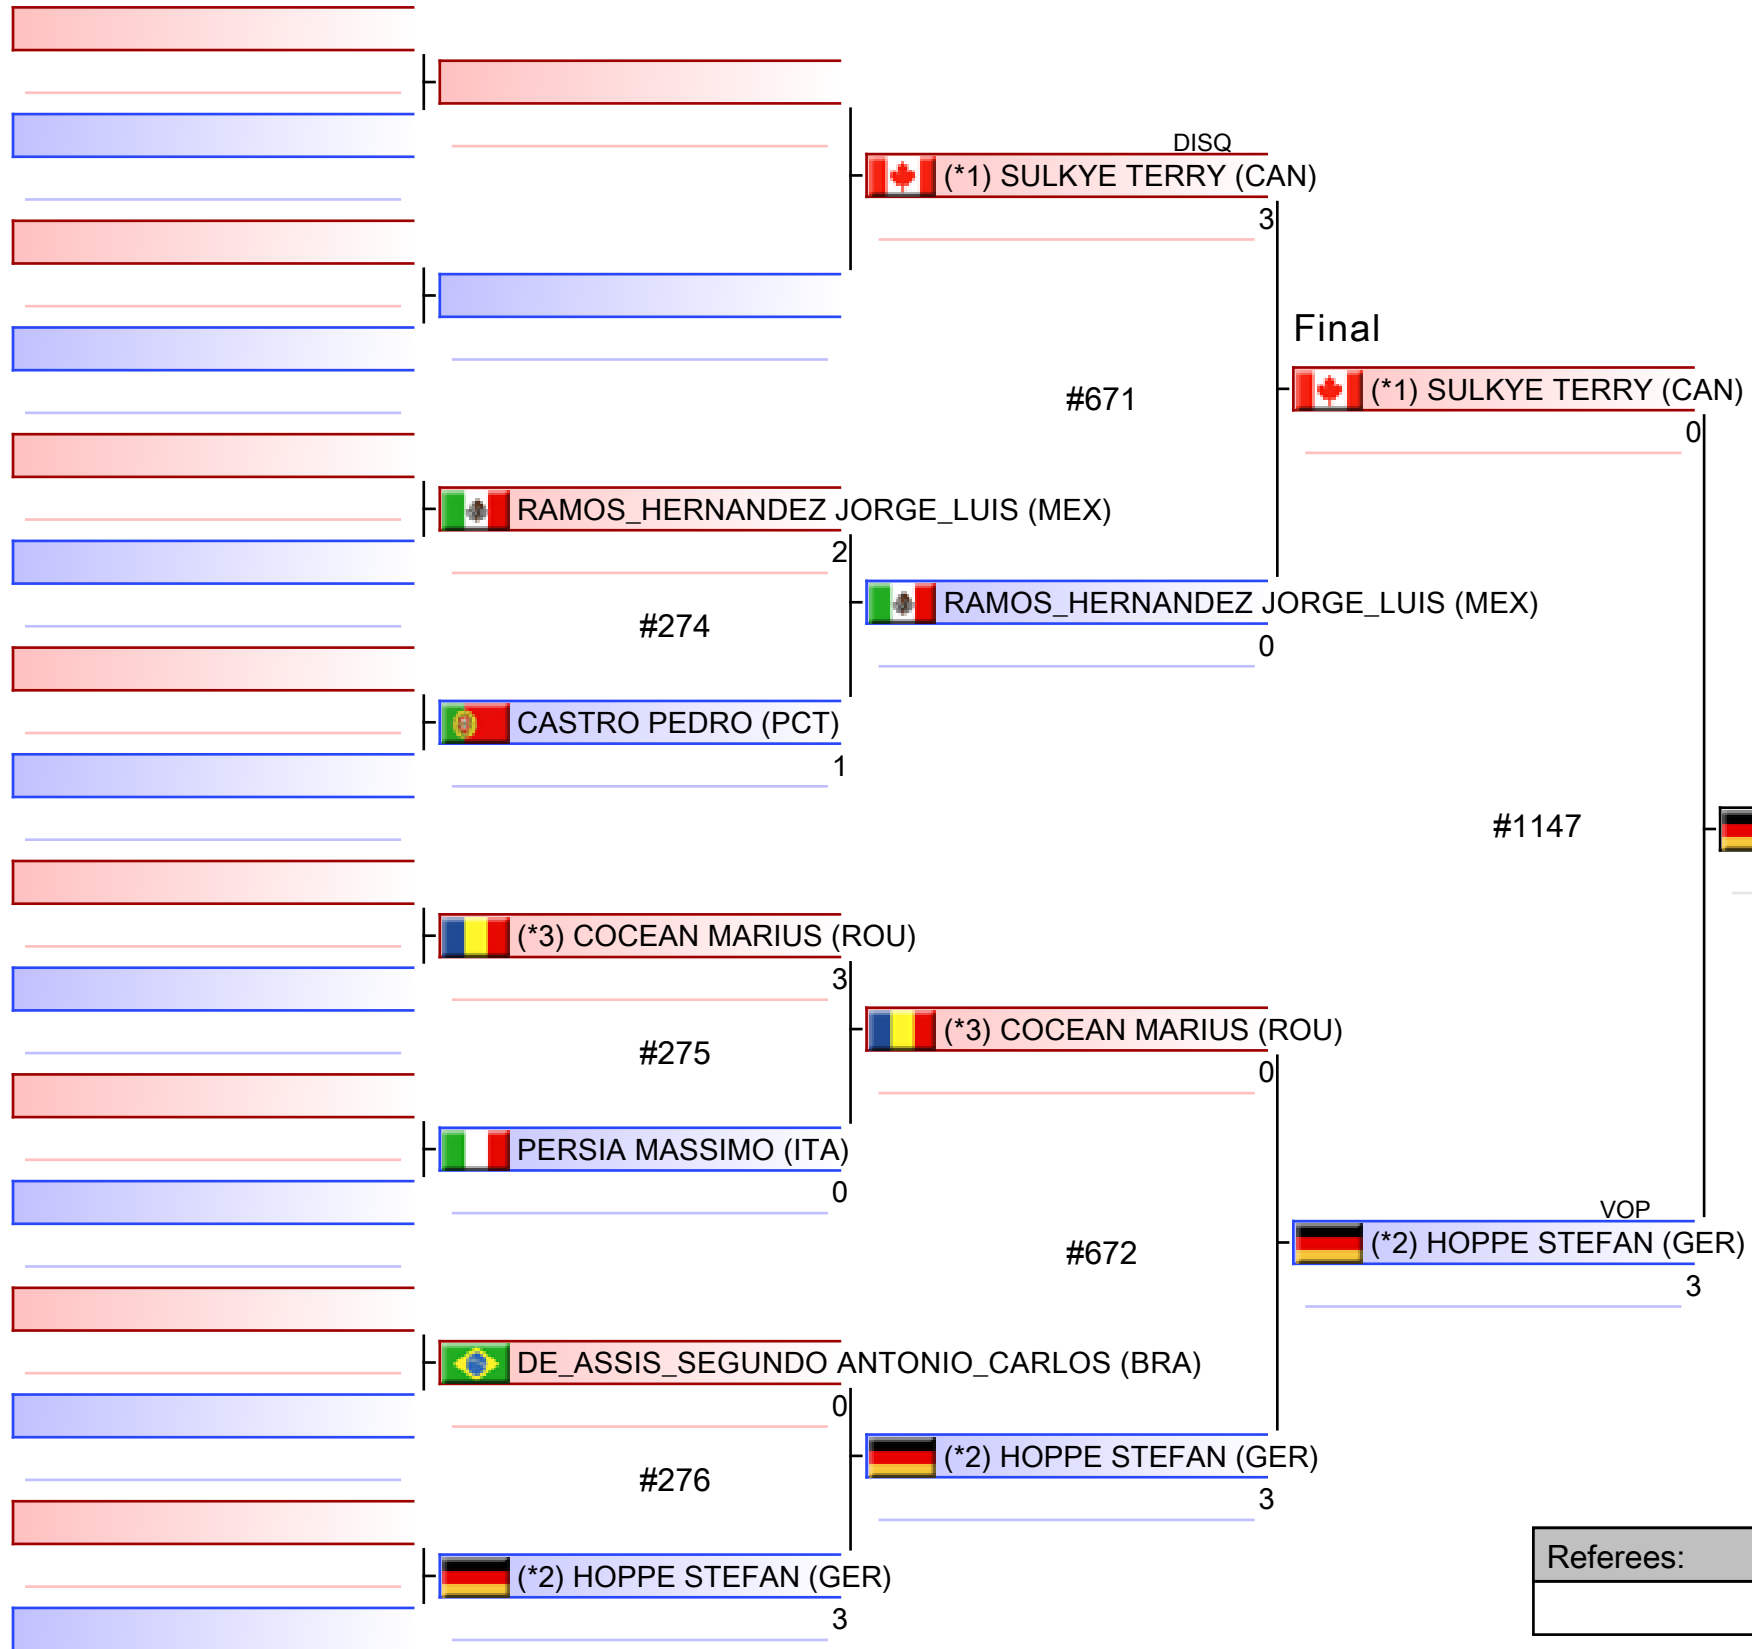 DISQ
(*1) SULKYE TERRY (CAN)
3
Final
(*1) SULKYE TERRY (CAN)
0
#671
RAMOS_HERNANDEZ JORGE_LUIS (MEX)
2
RAMOS_HERNANDEZ JORGE_LUIS (MEX)
0
#274
CASTRO PEDRO (PCT)
1
#1147
(*3) COCEAN MARIUS (ROU)
3
(*3) COCEAN MARIUS (ROU)
0
#275
PERSIA MASSIMO (ITA)
0
VOP
(*2) HOPPE STEFAN (GER)
3
#672
DE_ASSIS_SEGUNDO ANTONIO_CARLOS (BRA)
0
(*2) HOPPE STEFAN (GER)
3
#276
(*2) HOPPE STEFAN (GER)
3
Referees: